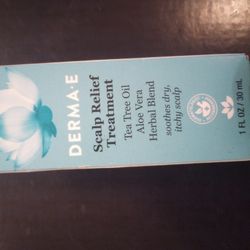 DERMA·E
Scalp Relief
Treatment
Tea Tree Oil
Aloe Vera
Herbal Blend
soothes dry,
itchy scalp
1 FL OZ / 30 mL